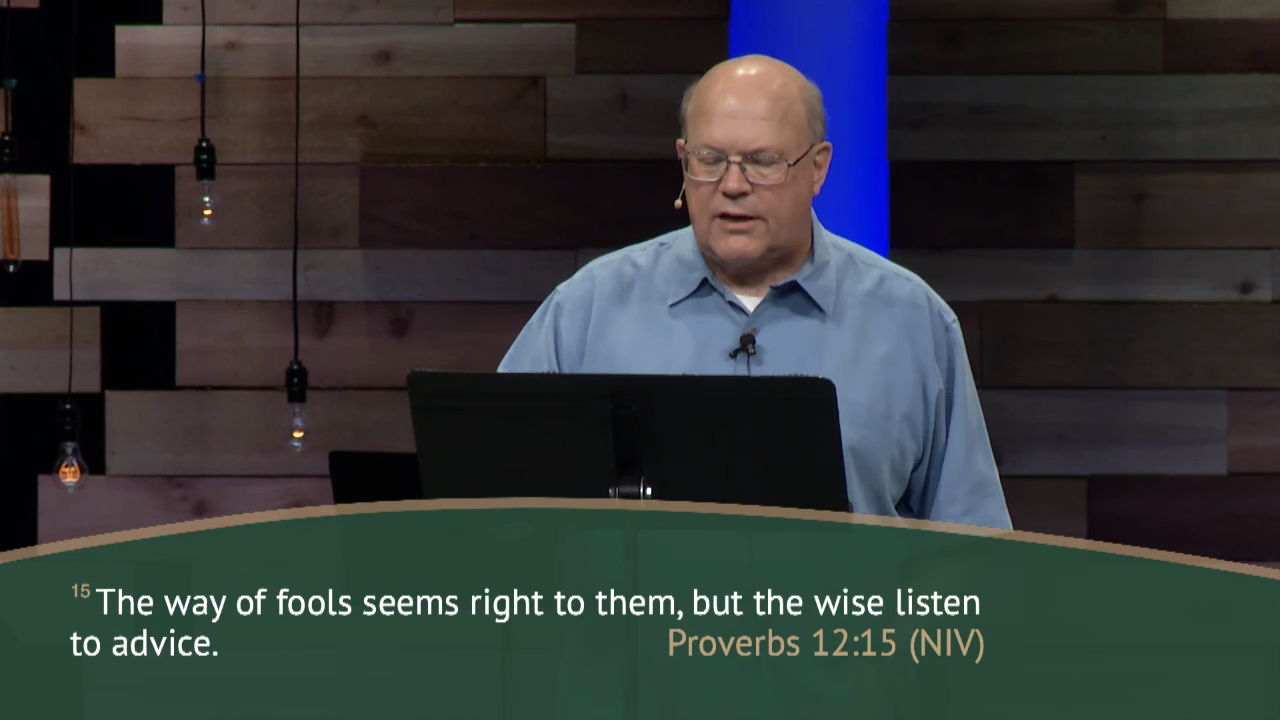 15 The way of fools seems right to them, but the wise listen
to advice. Proverbs 12:15 (NIV)